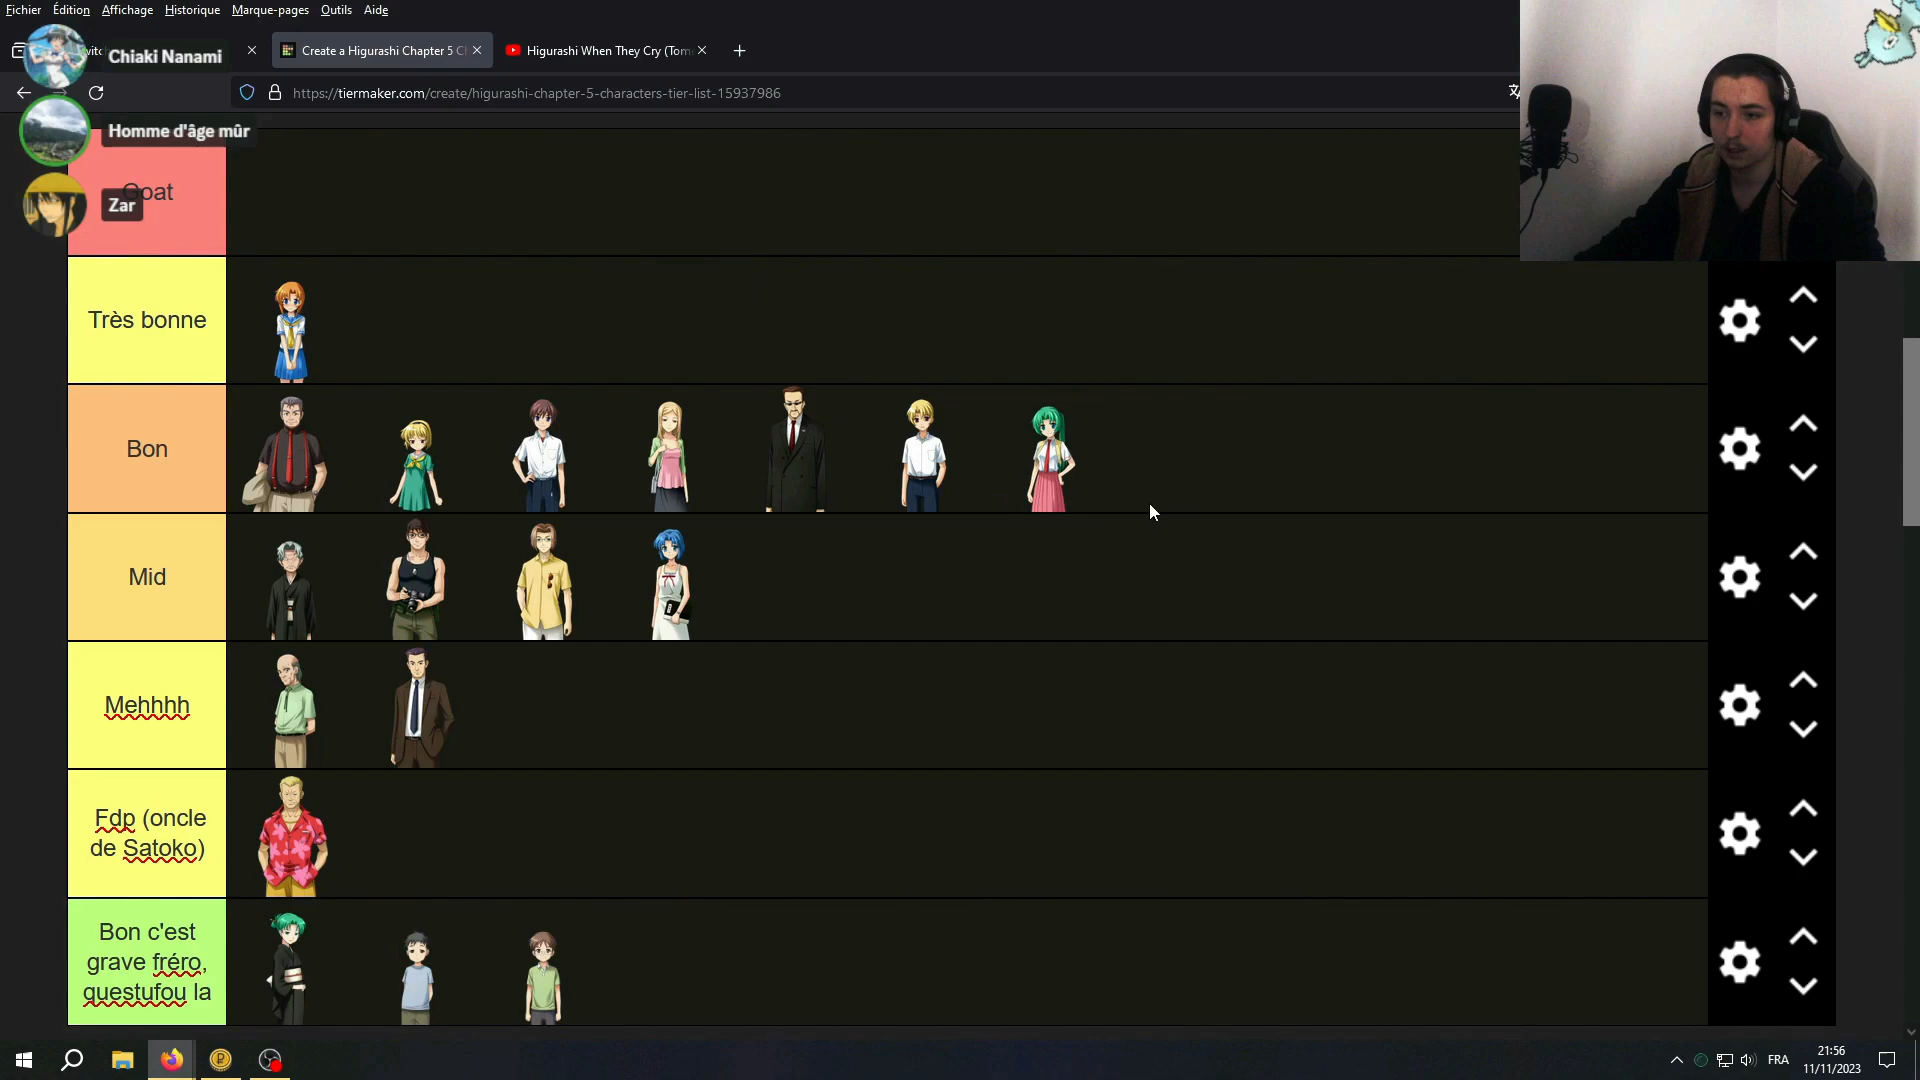 Fichier Édition Affichage Historique Marque-pages Outils Aide
Create a Higurashi Chapter 5 C
Higurashi When They Cry (Tom
https://tiermaker.com/create/higurashi-chapter-5-characters-tier-list-15937986
Chiaki Nanami
Homme d'âge mûr
Zar
Très bonne
Bon
Mid
Mehhhh
Fdp (oncle
de Satoko)
Bon c'est
grave fréro,
questufou la
FRA
21:56
11/11/2023